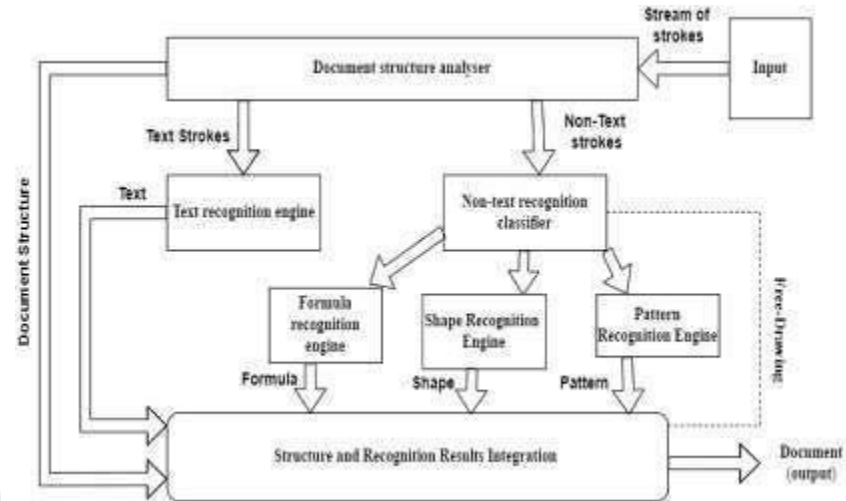 Stream of
strokes
Document structure analyser
Input
Text Strokes
Non-Text
strokes
Text
Text recognition engine
Non-text recognition
classifier
Document Structure
Free-Drawing
Formula
recognition
engine
Shape Recognition
Engine
Pattern
Recognition Engine
Formula
Shape
Pattern
Structure and Recognition Results Integration
Document
(output)